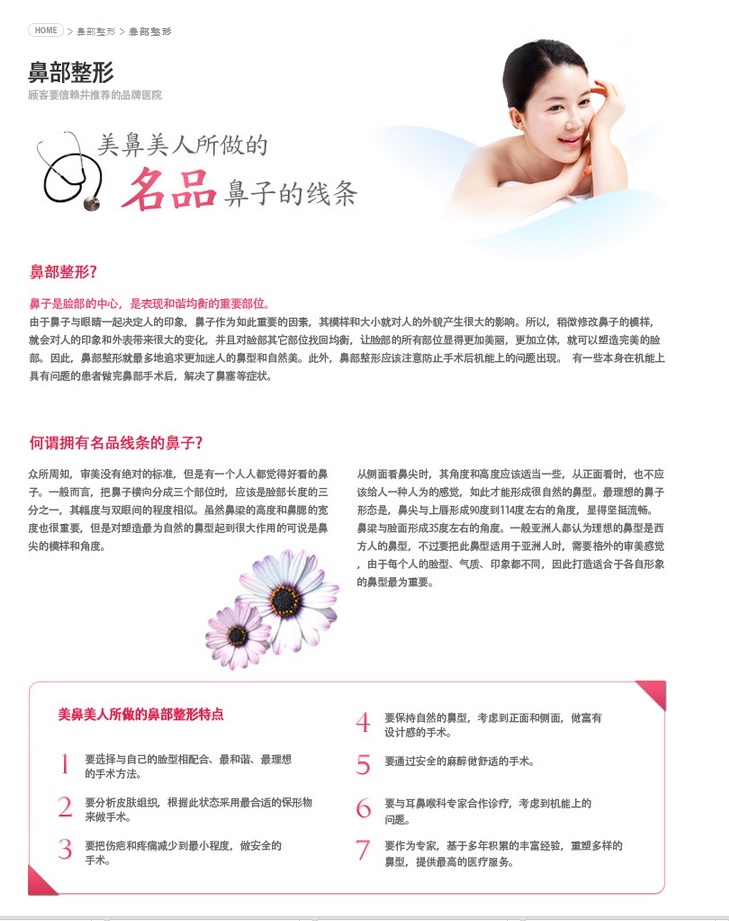 HOME > 鼻部整形 > 鼻部整形
鼻部整形
顾客要信赖并推荐的品牌医院
美鼻美人所做的
名品鼻子的线条
鼻部整形?
鼻子是脸部的中心，是表现和谐均衡的重要部位。
由于鼻子与眼睛一起决定人的印象，鼻子作为如此重要的因素，其模样和大小就对人的外貌产生很大的影响。所以，稍微修改鼻子的模样，
就会对人的印象和外表带来很大的变化，并且对脸部其它部位找回均衡，让脸部的所有部位显得更加美丽，更加立体，就可以塑造完美的脸
部。因此，鼻部整形就最多地追求更加迷人的鼻型和自然美。此外，鼻部整形应该注意防止手术后机能上的问题出现。 有一些本身在机能上
具有问题的患者做完鼻部手术后，解决了鼻塞等症状。
何谓拥有名品线条的鼻子?
众所周知，审美没有绝对的标准，但是有一个人人都觉得好看的鼻
子。一般而言，把鼻子横向分成三个部位时，应该是脸部长度的三
分之一，其幅度与双眼间的程度相似。虽然鼻梁的高度和鼻腮的宽
度也很重要，但是对塑造最为自然的鼻型起到很大作用的可说是鼻
尖的模样和角度。
从侧面看鼻尖时，其角度和高度应该适当一些，从正面看时，也不应
该给人一种人为的感觉，如此才能形成很自然的鼻型。最理想的鼻子
形态是，鼻尖与上唇形成90度到114度左右的角度，显得坚挺流畅。
鼻梁与脸面形成35度左右的角度。一般亚洲人都认为理想的鼻型是西
方人的鼻型，不过要把此鼻型适用于亚洲人时，需要格外的审美感觉
，由于每个人的脸型、气质、印象都不同，因此打造适合于各自形象
的鼻型最为重要。
美鼻美人所做的鼻部整形特点
1 要选择与自己的脸型相配合、最和谐、最理想
的手术方法。
2 要分析皮肤组织，根据此状态采用最合适的保形物
来做手术。
3 要把伤疤和疼痛减少到最小程度，做安全的
手术。
4 要保持自然的鼻型，考虑到正面和侧面，做富有
设计感的手术。
5 要通过安全的麻醉做舒适的手术。
6 要与耳鼻喉科专家合作诊疗，考虑到机能上的
问题。
7 要作为专家，基于多年积累的丰富经验，重塑多样的
鼻型，提供最高的医疗服务。